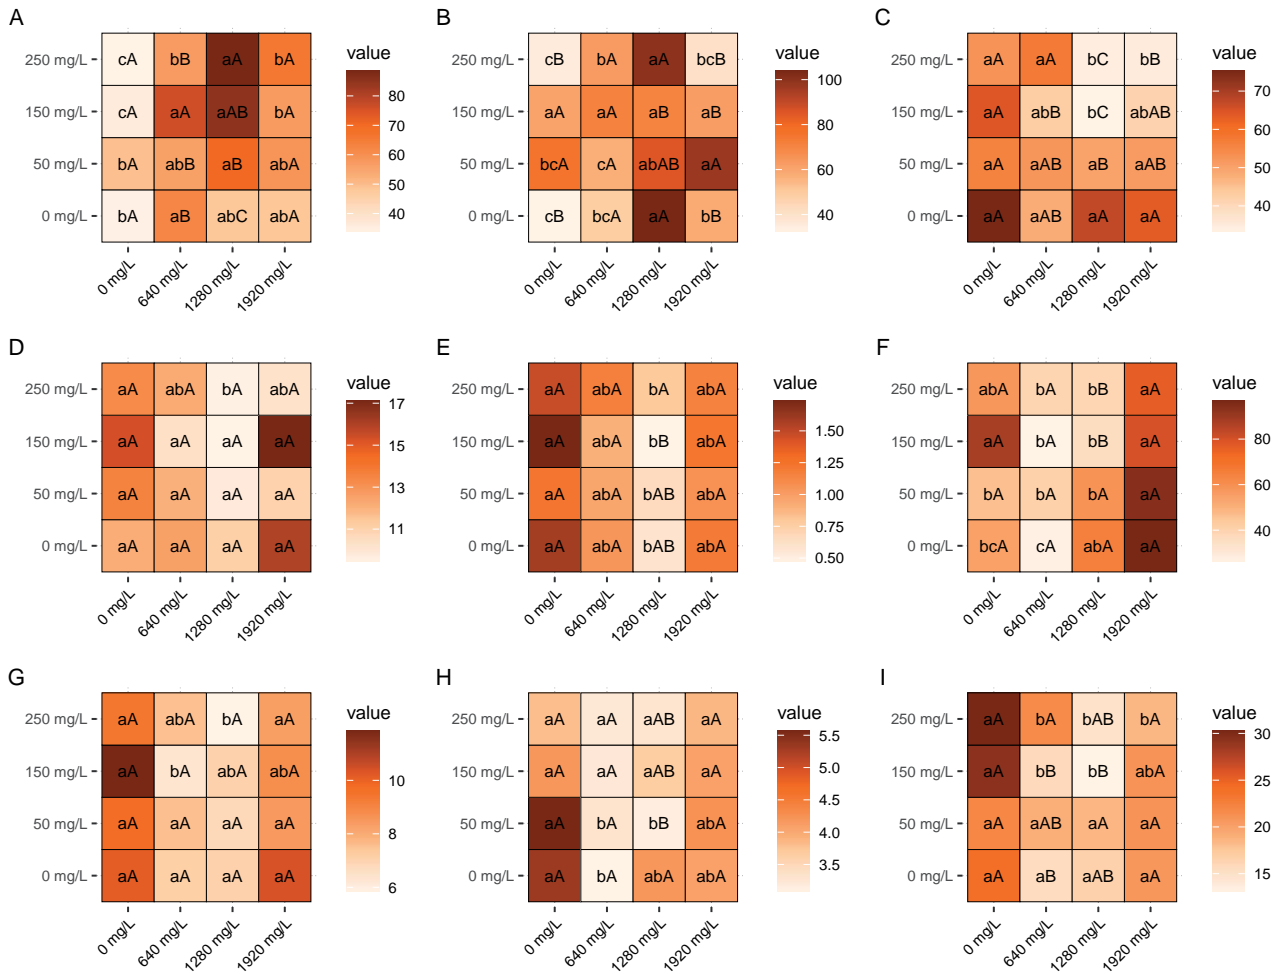 A
250 mg/L cA bB aA bA
150 mg/L cA aA aAB bA
50 mg/L bA abB aB abA
0 mg/L bA aB abC abA
0 mg/L 640 mg/L 1280 mg/L 1920 mg/L
value
80
70
60
50
40
B
250 mg/L cB bA aA bcB
150 mg/L aA aA aB aB
50 mg/L bcA cA abAB aA
0 mg/L cB bcA aA bB
0 mg/L 640 mg/L 1280 mg/L 1920 mg/L
value
100
80
60
40
C
250 mg/L aA aA bC bB
150 mg/L aA abB bC abAB
50 mg/L aA aAB aB aAB
0 mg/L aA aAB aA aA
0 mg/L 640 mg/L 1280 mg/L 1920 mg/L
value
70
60
50
40
D
250 mg/L aA abA bA abA
150 mg/L aA aA aA aA
50 mg/L aA aA aA aA
0 mg/L aA aA aA aA
0 mg/L 640 mg/L 1280 mg/L 1920 mg/L
value
17
15
13
11
E
250 mg/L aA aA bA aA
150 mg/L aA abA bB abA
50 mg/L aA abA bAB abA
0 mg/L aA abA bAB abA
0 mg/L 640 mg/L 1280 mg/L 1920 mg/L
value
1.50
1.25
1.00
0.75
0.50
F
250 mg/L abA bA bB aA
150 mg/L aA bA bB aA
50 mg/L bA bA abA aA
0 mg/L bcA cA abA aA
0 mg/L 640 mg/L 1280 mg/L 1920 mg/L
value
80
60
40
G
250 mg/L aA abA bA aA
150 mg/L aA bA abA abA
50 mg/L aA aA aA aA
0 mg/L aA aA aA aA
0 mg/L 640 mg/L 1280 mg/L 1920 mg/L
value
10
8
6
H
250 mg/L aA aA aAB aA
150 mg/L aA aA aAB aA
50 mg/L aA bA bB abA
0 mg/L aA bA abA abA
0 mg/L 640 mg/L 1280 mg/L 1920 mg/L
value
5.5
5.0
4.5
4.0
3.5
I
250 mg/L aA bA bAB bA
150 mg/L aA bB bB abA
50 mg/L aA aAB aA aA
0 mg/L aA aB aAB aA
0 mg/L 640 mg/L 1280 mg/L 1920 mg/L
value
30
25
20
15